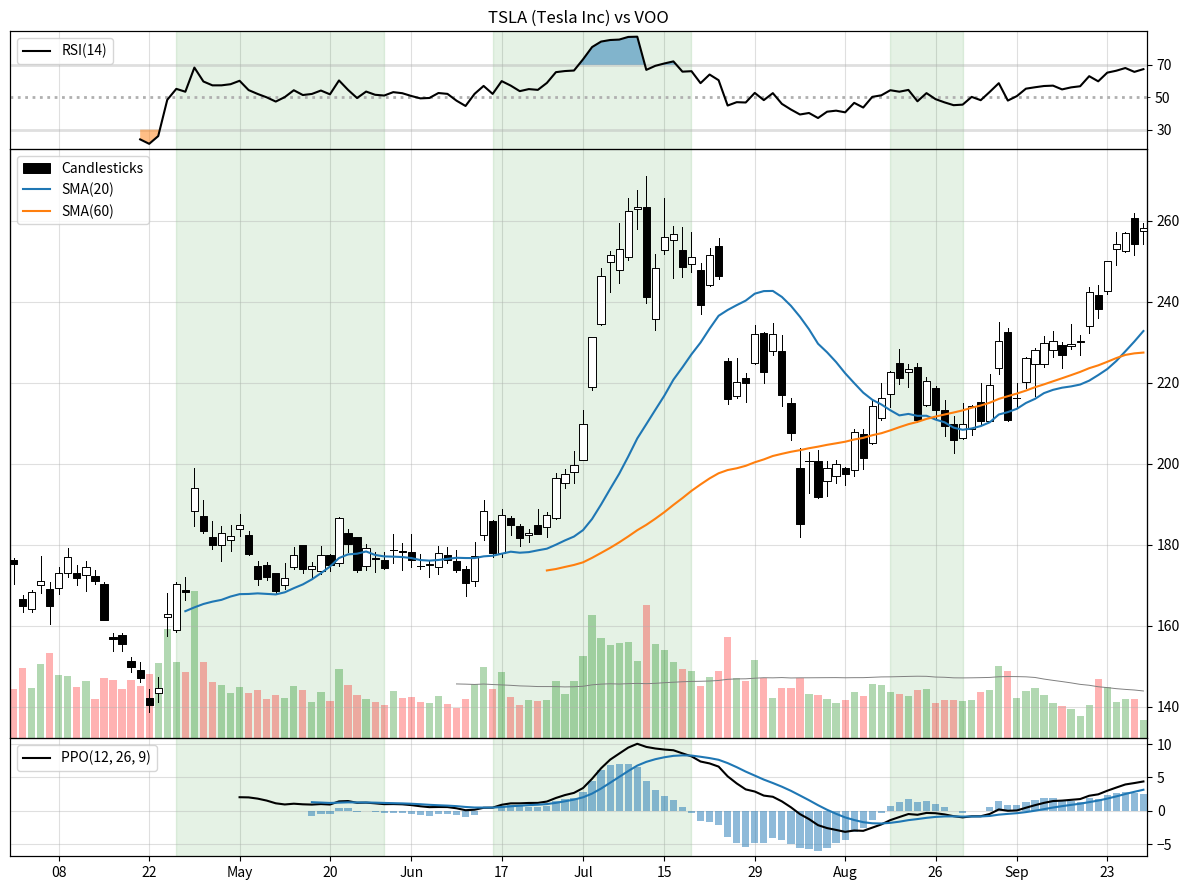 TSLA (Tesla Inc) vs VOO
RSI(14)
70
50
30
Candlesticks
SMA(20)
SMA(60)
260
240
220
200
180
160
140
PPO(12, 26, 9)
10
5
0
−5
08 22 May 20 Jun 17 Jul 15 29 Aug 26 Sep 23